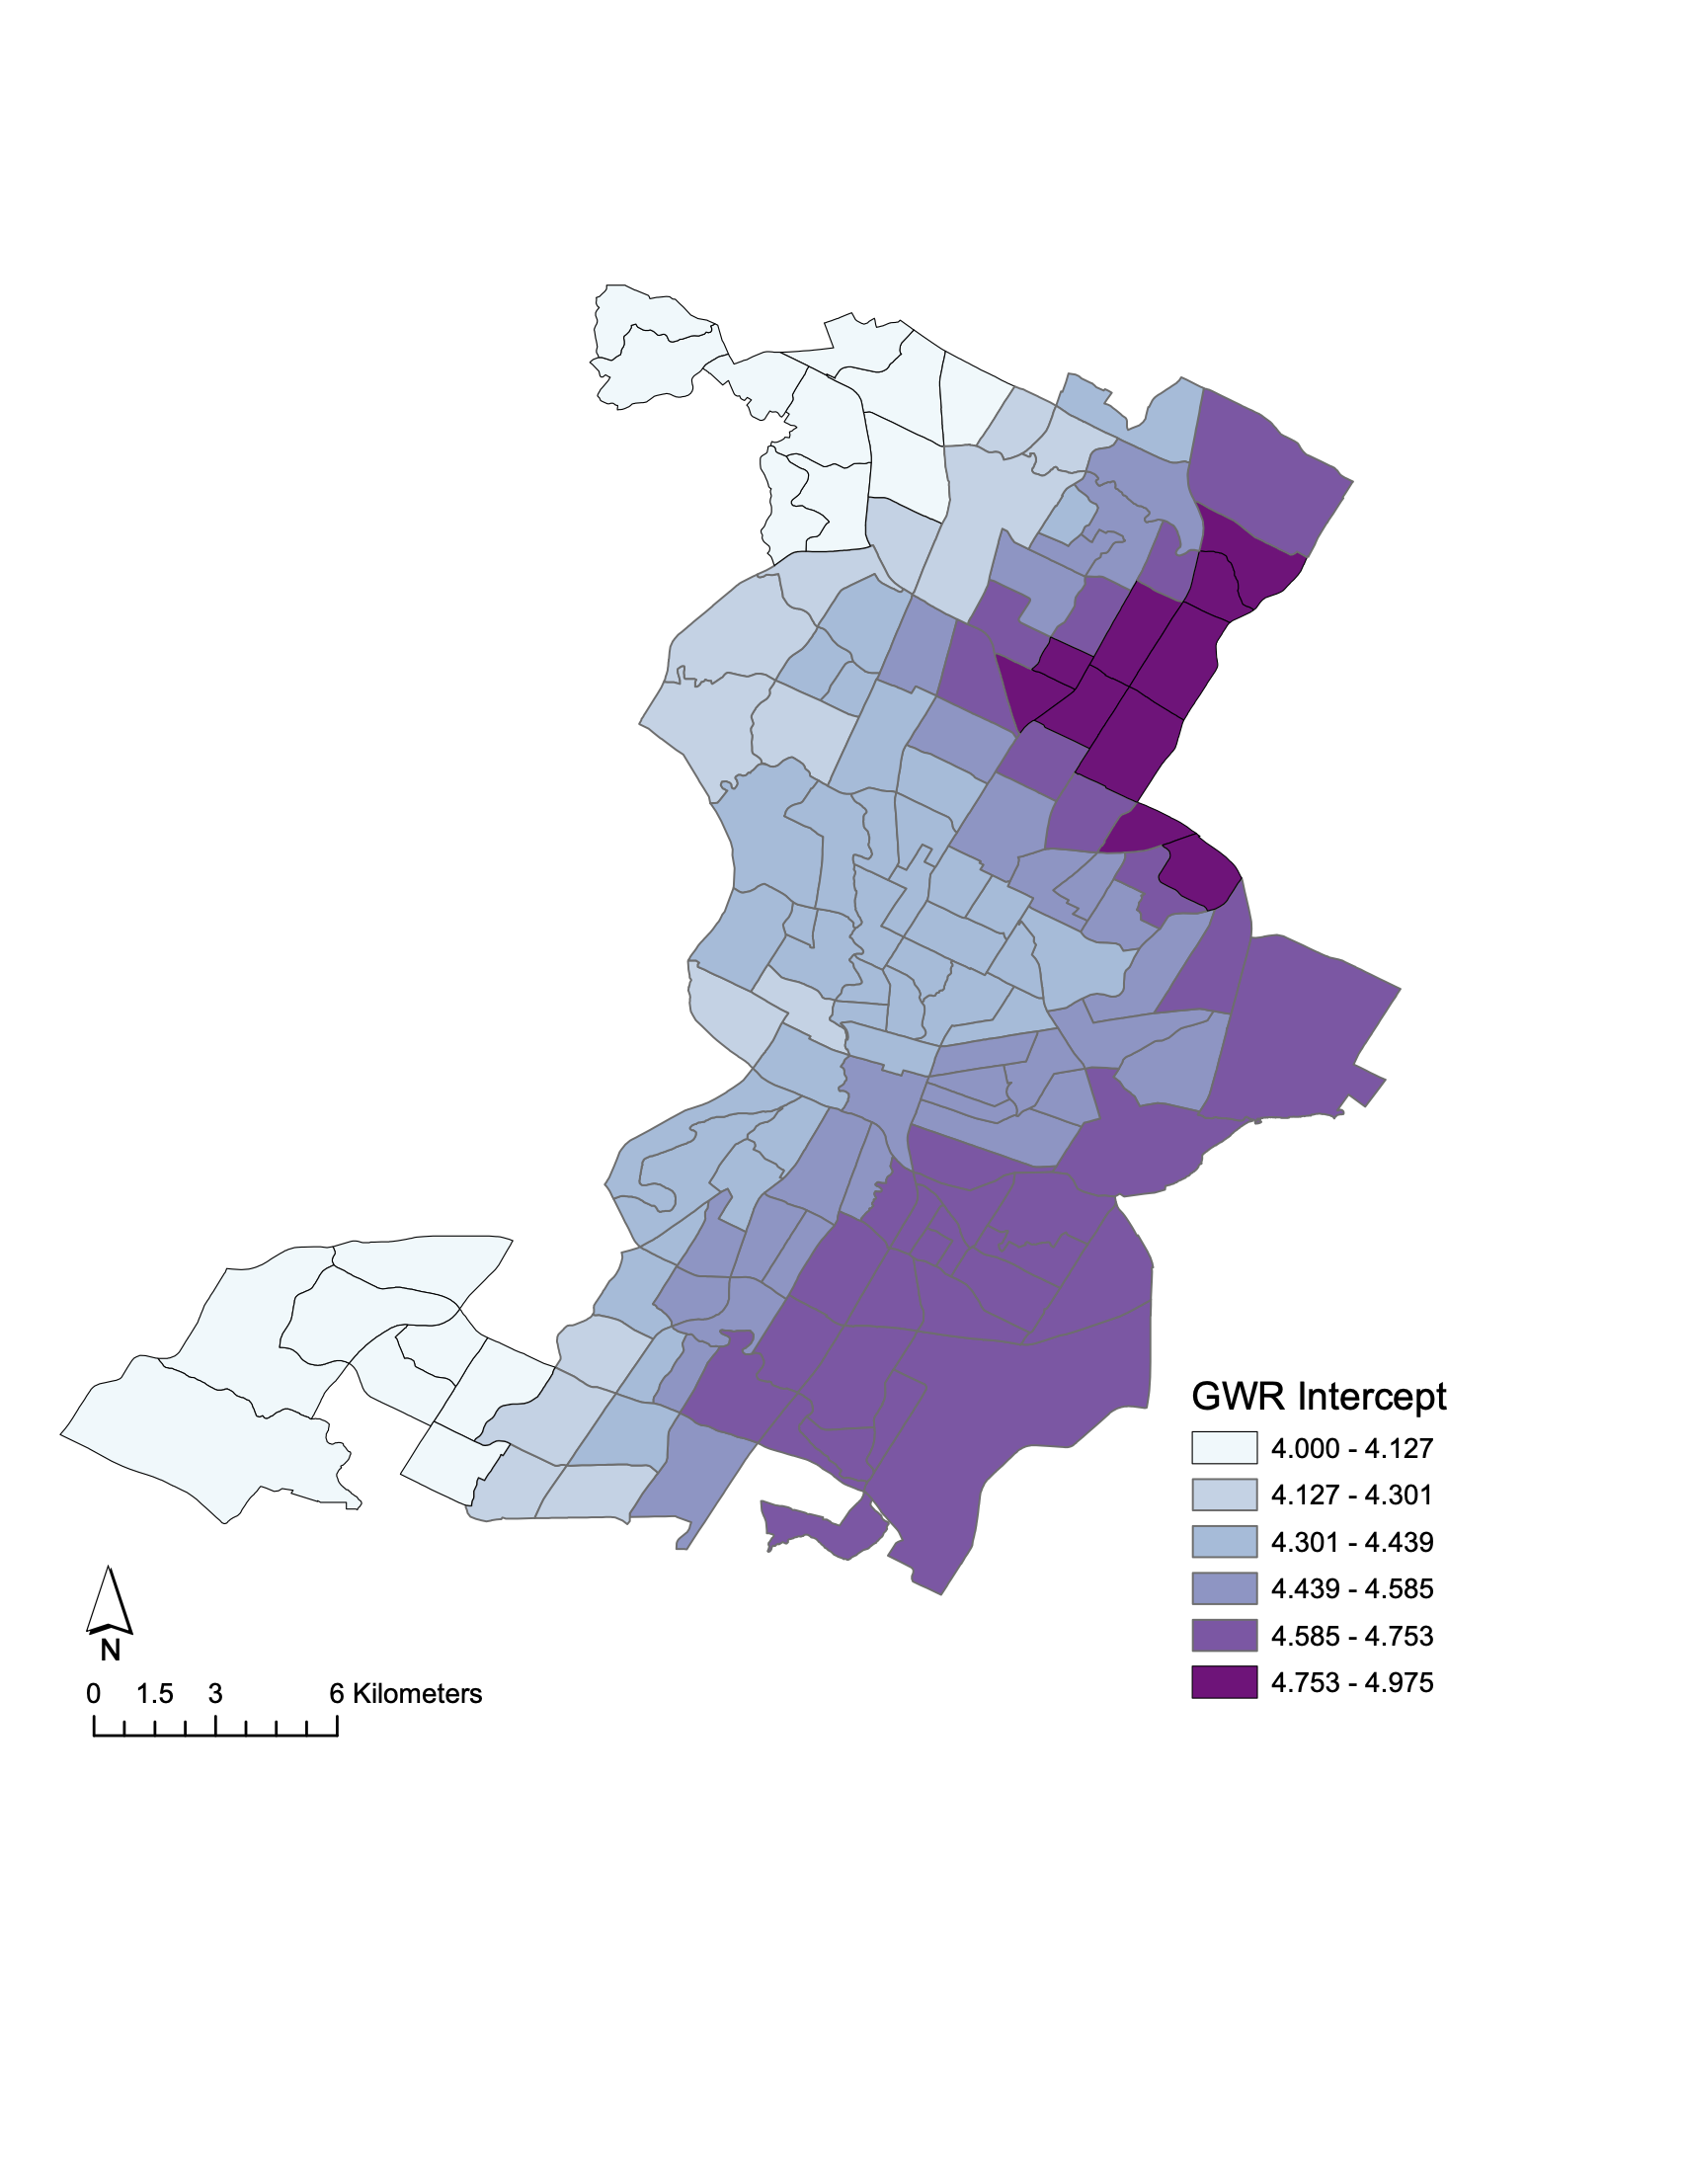 GWR Intercept
4.000 - 4.127
4.127 - 4.301
4.301 - 4.439
4.439 - 4.585
4.585 - 4.753
4.753 - 4.975
N
0 1.5 3 6 Kilometers